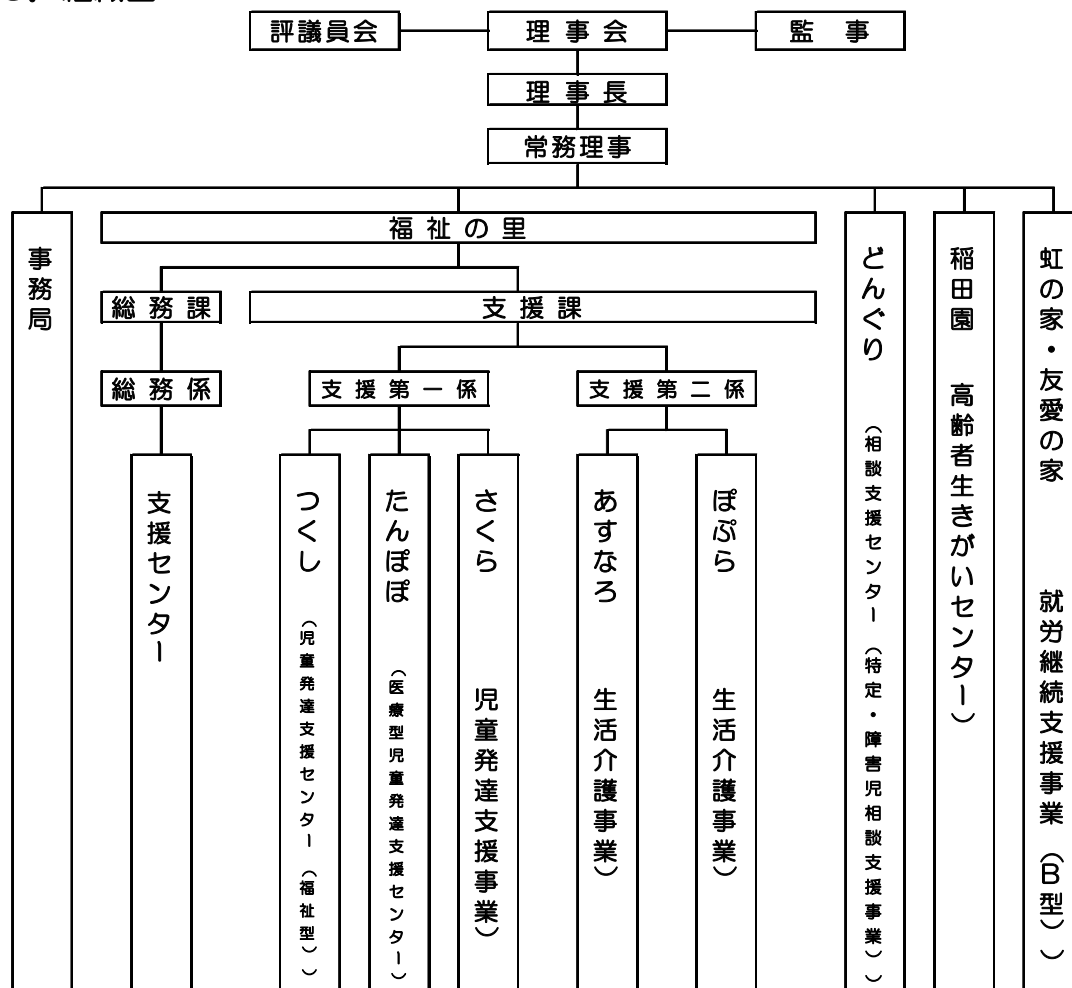 評議員会
理事会
監事
理事長
常務理事
事務局
福祉の里
総務課
支援課
総務係
支援第一係
支援第二係
支援センター
つくし （児童発達支援センター（福祉型））
たんぽぽ （医療型児童発達支援センター）
さくら 児童発達支援事業）
あすなろ 生活介護事業）
ぽぷら 生活介護事業）
どんぐり （相談支援センター（特定・障害児相談支援事業））
稲田園 高齢者生きがいセンター）
虹の家・友愛の家 就労継続支援事業（B型））